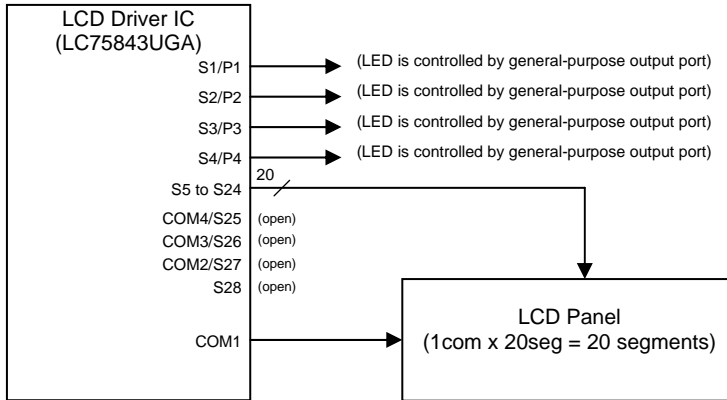 LCD Driver IC
(LC75843UGA)
S1/P1 (LED is controlled by general-purpose output port)
S2/P2 (LED is controlled by general-purpose output port)
S3/P3 (LED is controlled by general-purpose output port)
S4/P4 (LED is controlled by general-purpose output port)
20
S5 to S24
COM4/S25 (open)
COM3/S26 (open)
COM2/S27 (open)
S28 (open)
LCD Panel
(1com x 20seg = 20 segments)
COM1